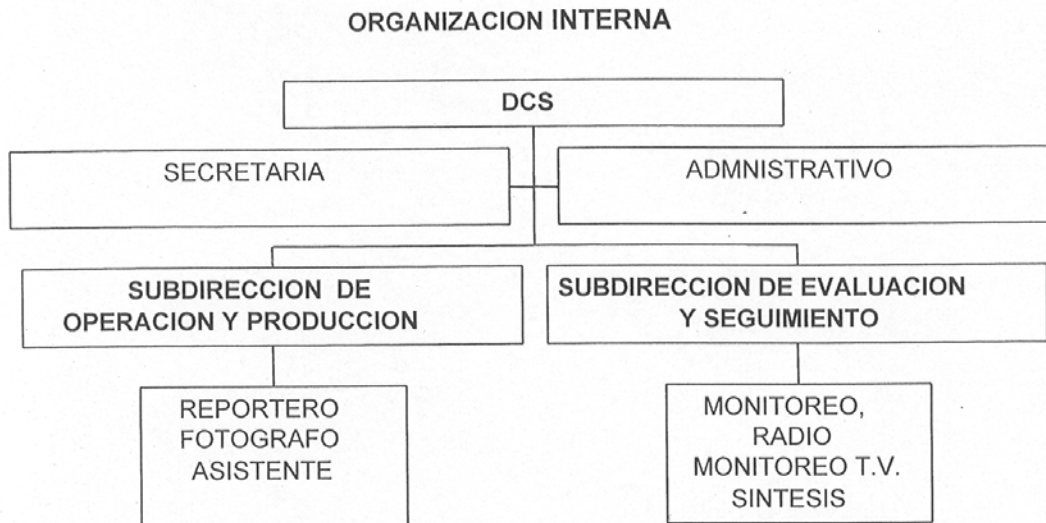 ORGANIZACION INTERNA
DCS
SECRETARIA
ADMNISTRATIVO
SUBDIRECCION DE
OPERACION Y PRODUCCION
SUBDIRECCION DE EVALUACION
Y SEGUIMIENTO
REPORTERO
FOTOGRAFO
ASISTENTE
MONITOREO,
RADIO
MONITOREO T.V.
SINTESIS